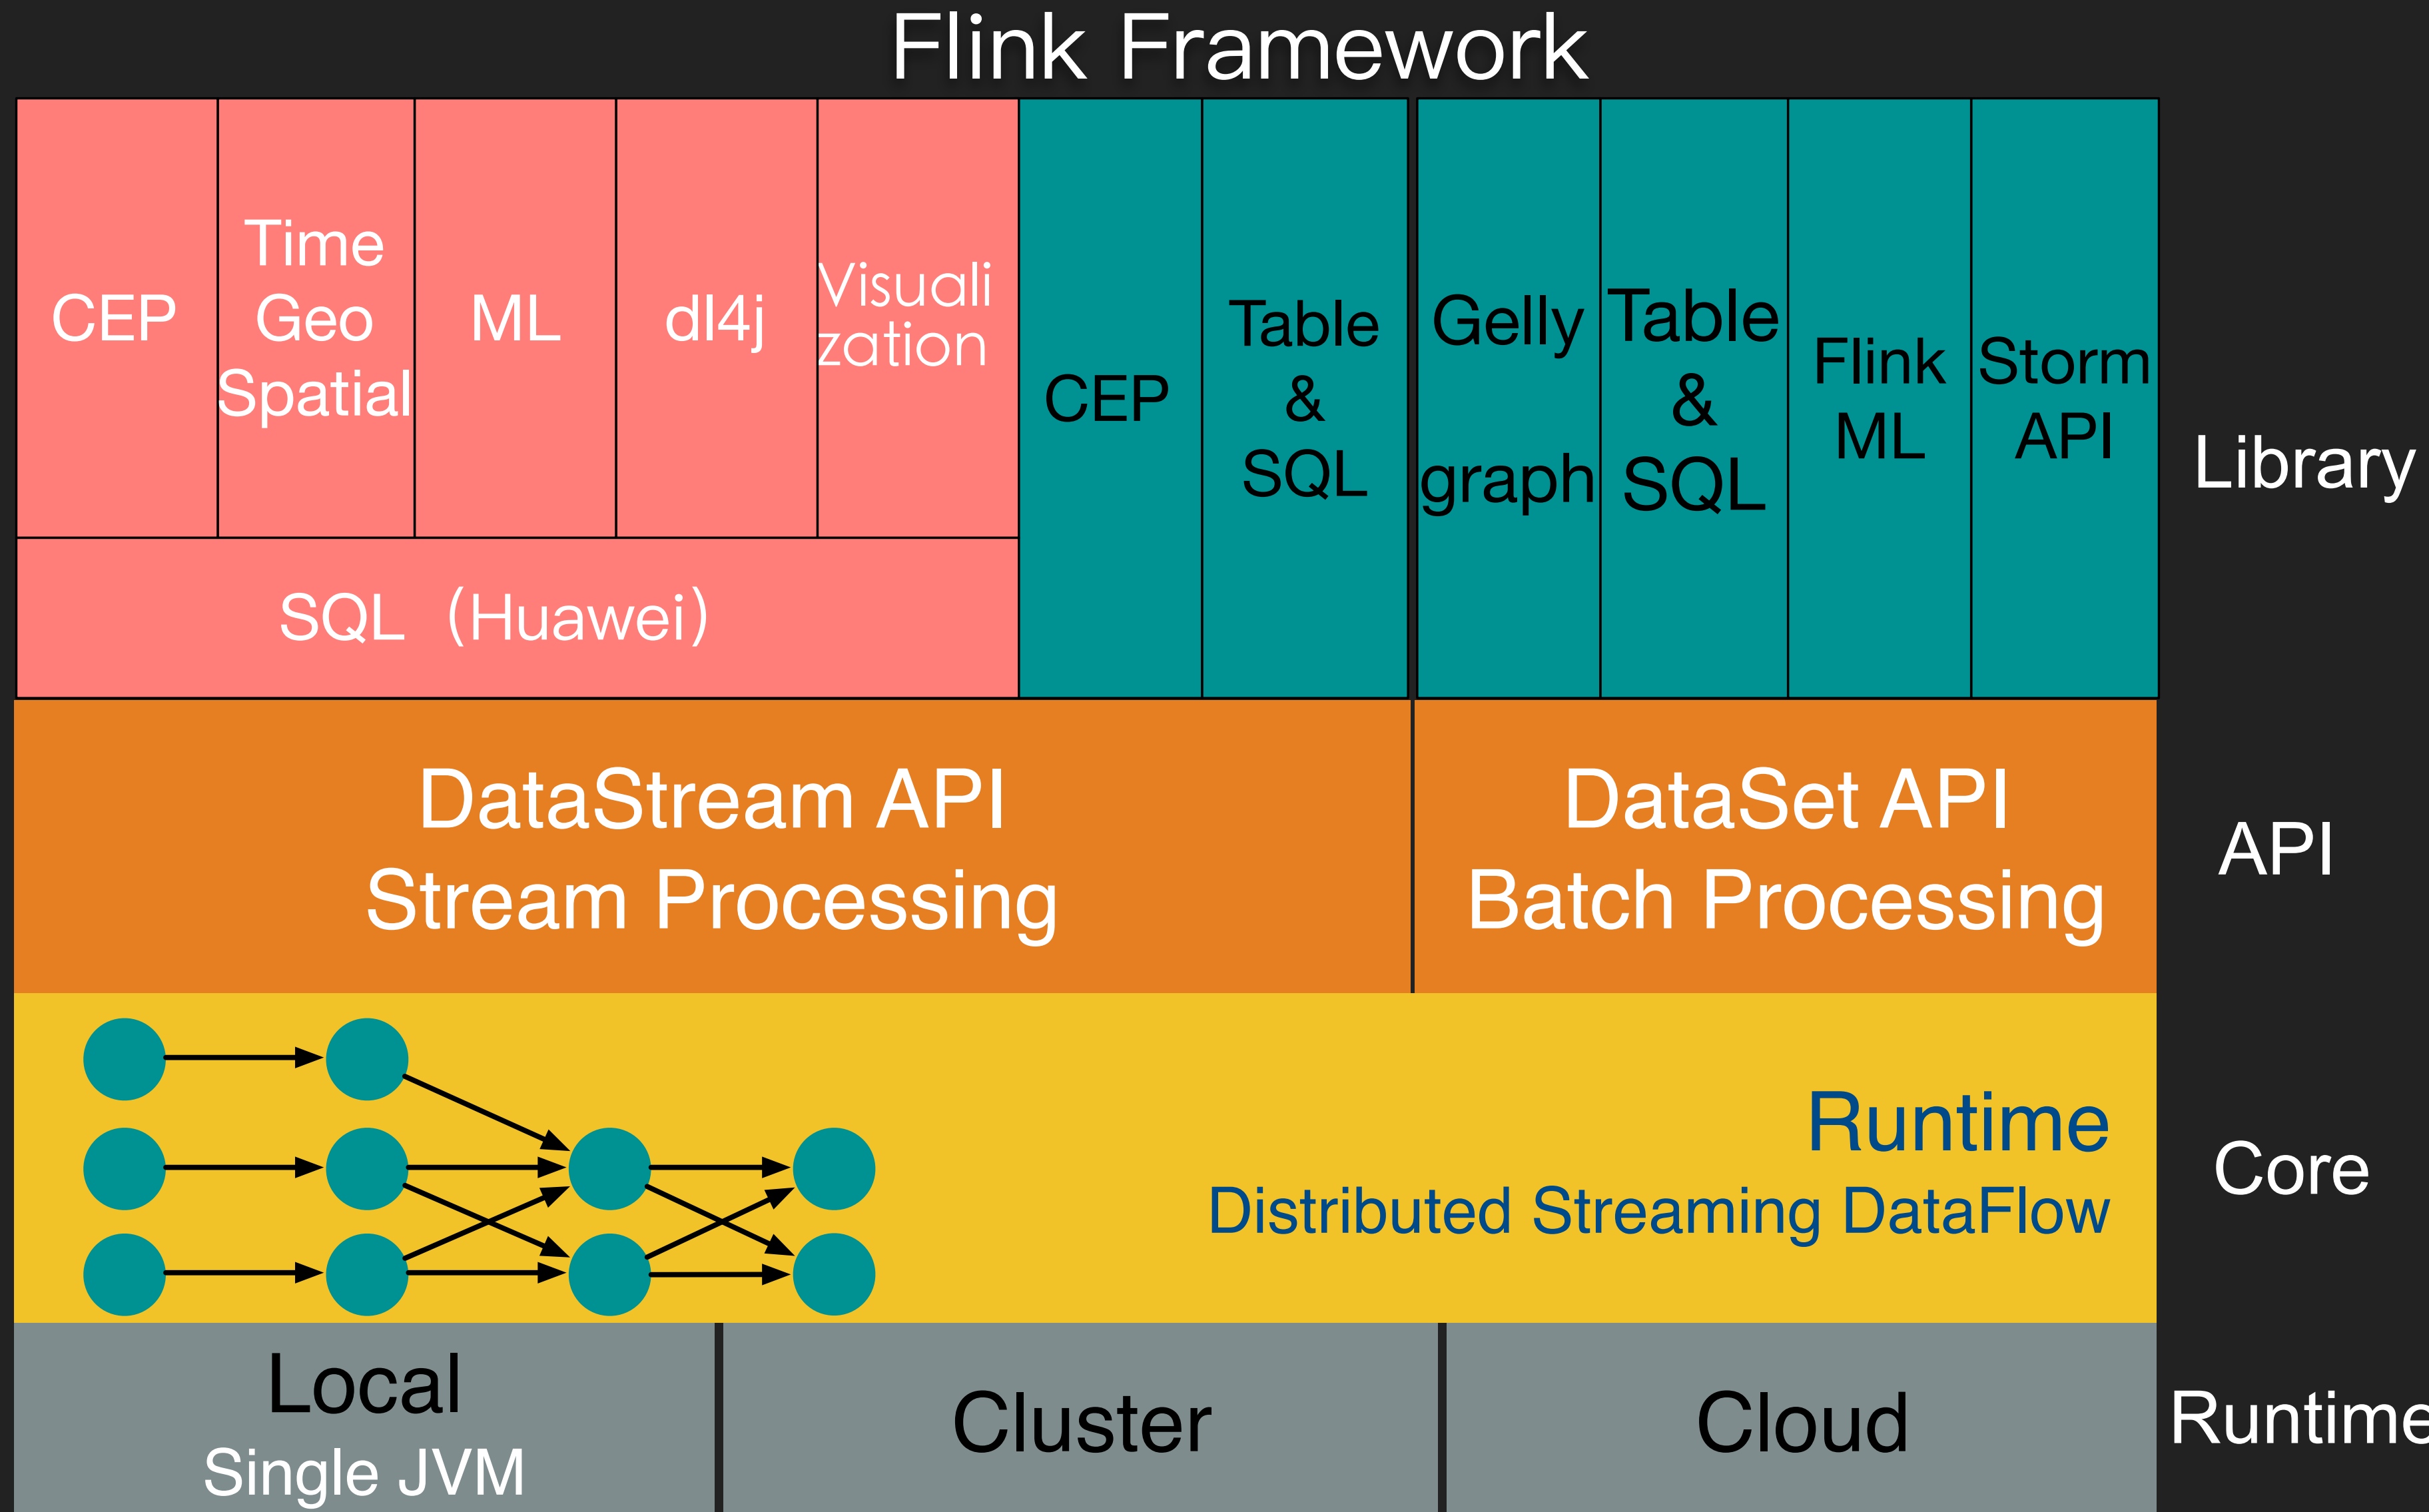 Flink Framework
CEP
Time
Geo
Spatial
ML
dl4j
Visuali
zation
SQL (Huawei)
CEP
Table
&
SQL
Gelly
graph
Table
&
SQL
Flink
ML
Storm
API
Library
DataStream API
Stream Processing
DataSet API
Batch Processing
API
Runtime
Distributed Streaming DataFlow
Core
Local
Single JVM
Cluster
Cloud
Runtime